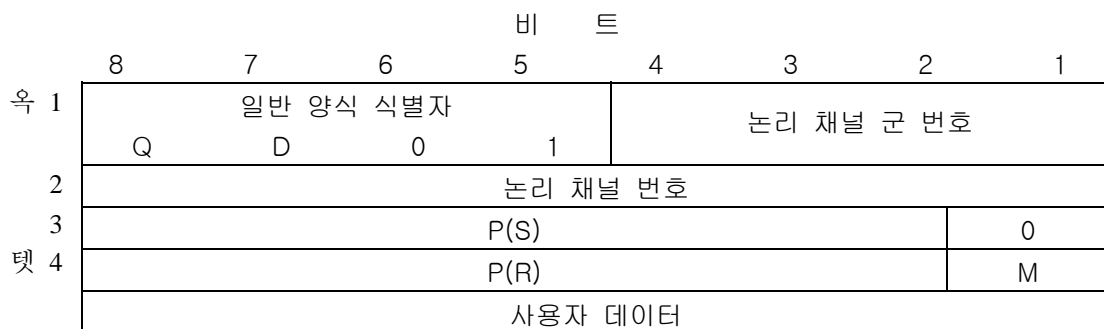 비 트
8 7 6 5 4 3 2 1
옥 1 일반 양식 식별자 논리 채널 군 번호
Q D 0 1
2 논리 채널 번호
3 P(S) 0
텟 4 P(R) M
사용자 데이터